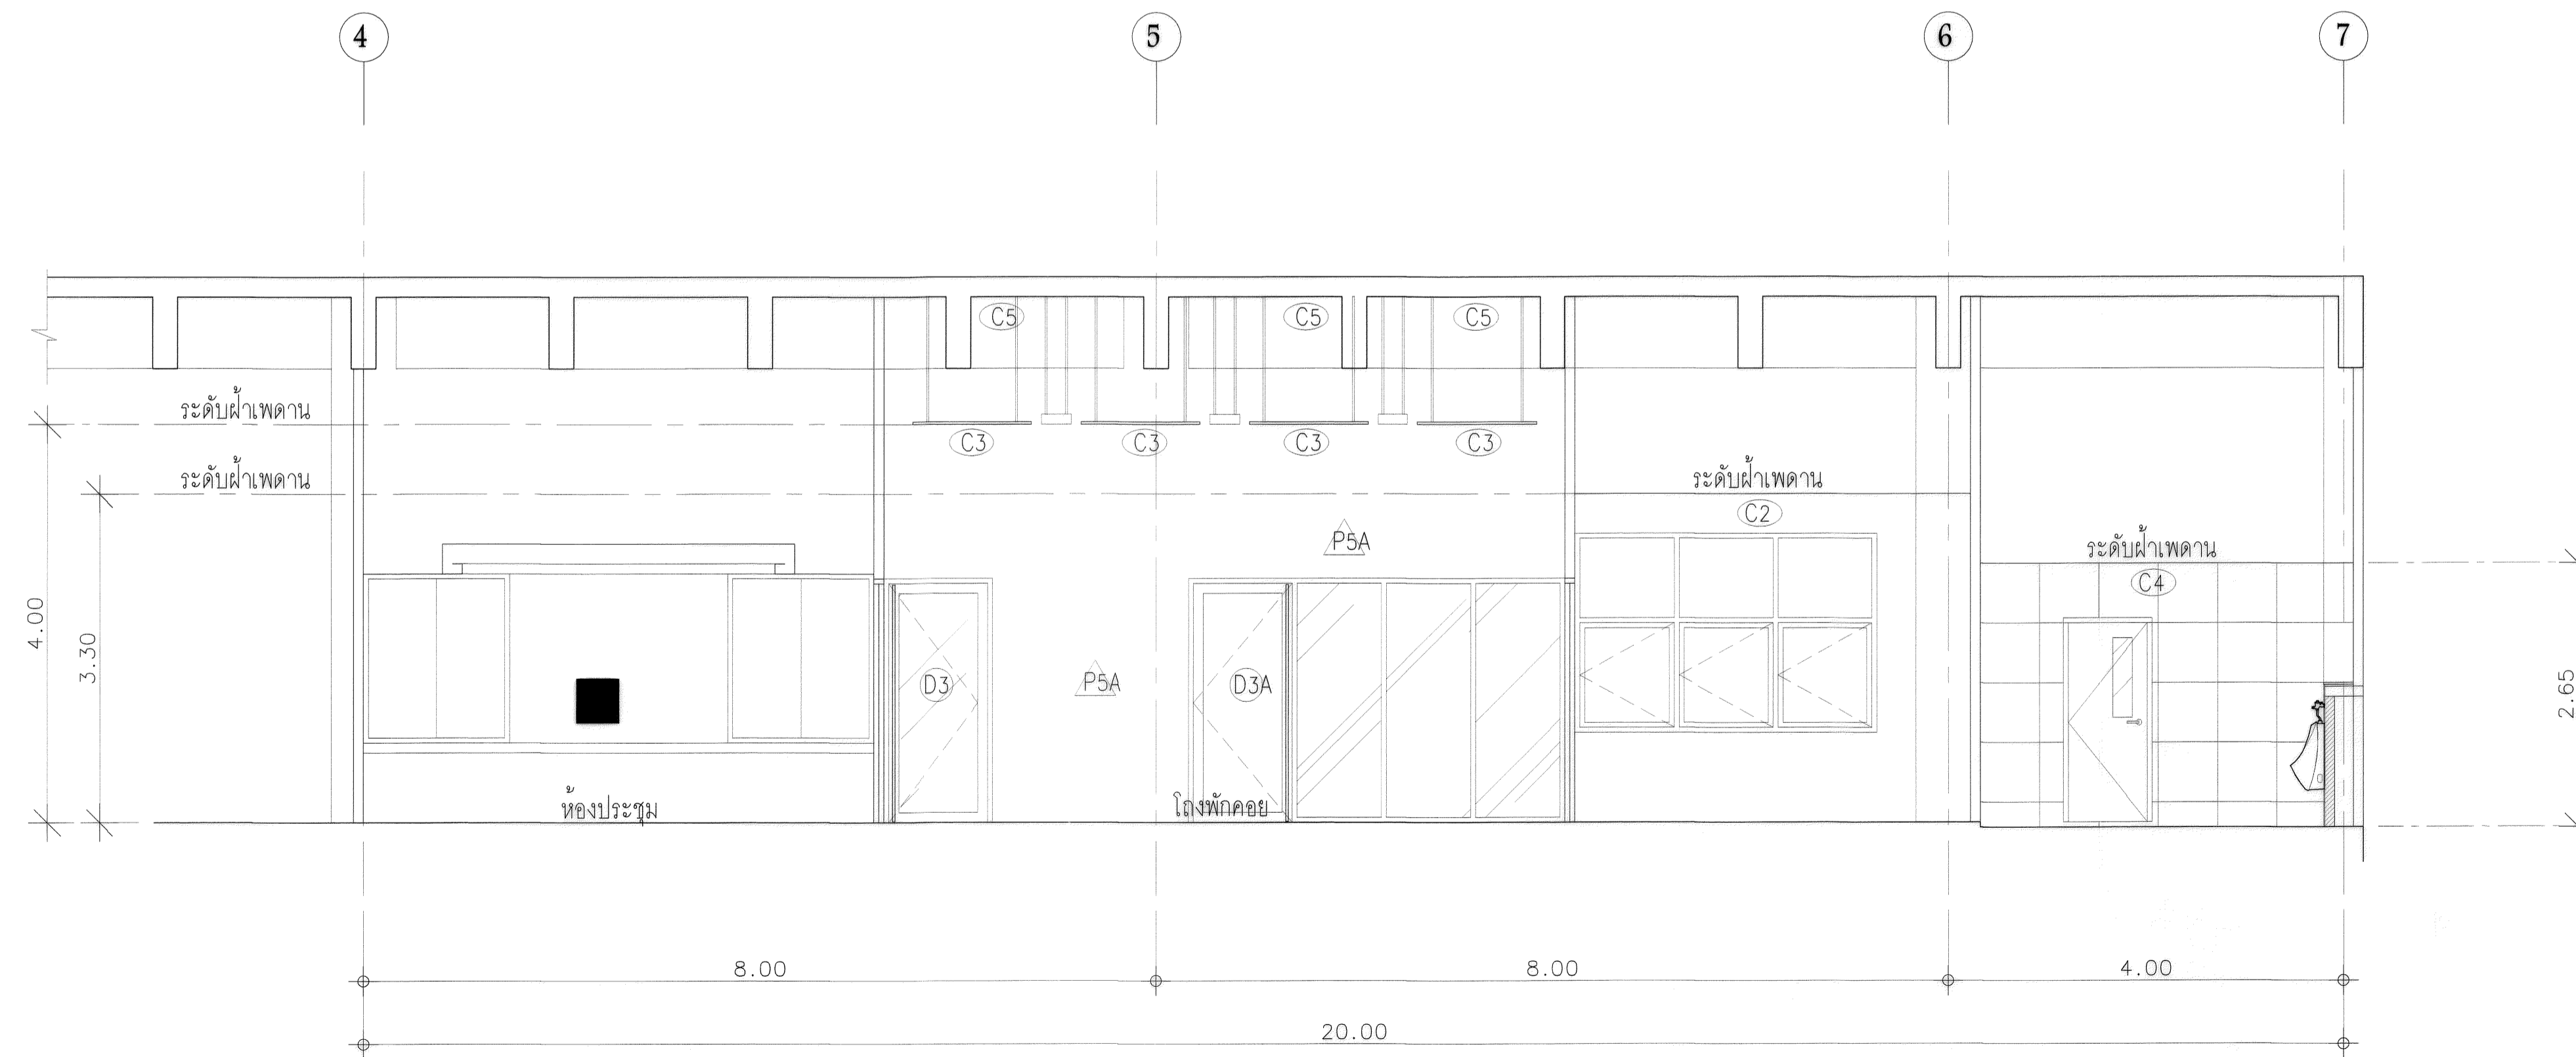 4
5
6
7
C5
C5
C5
ระดับฝ้าเพดาน
C3
C3
C3
C3
ระดับฝ้าเพดาน
ระดับฝ้าเพดาน
C2
P5A
ระดับฝ้าเพดาน
C4
4.00
3.30
D3
P5A
D3A
2.65
ห้องประชุม
โถงพักคอย
8.00
8.00
4.00
20.00